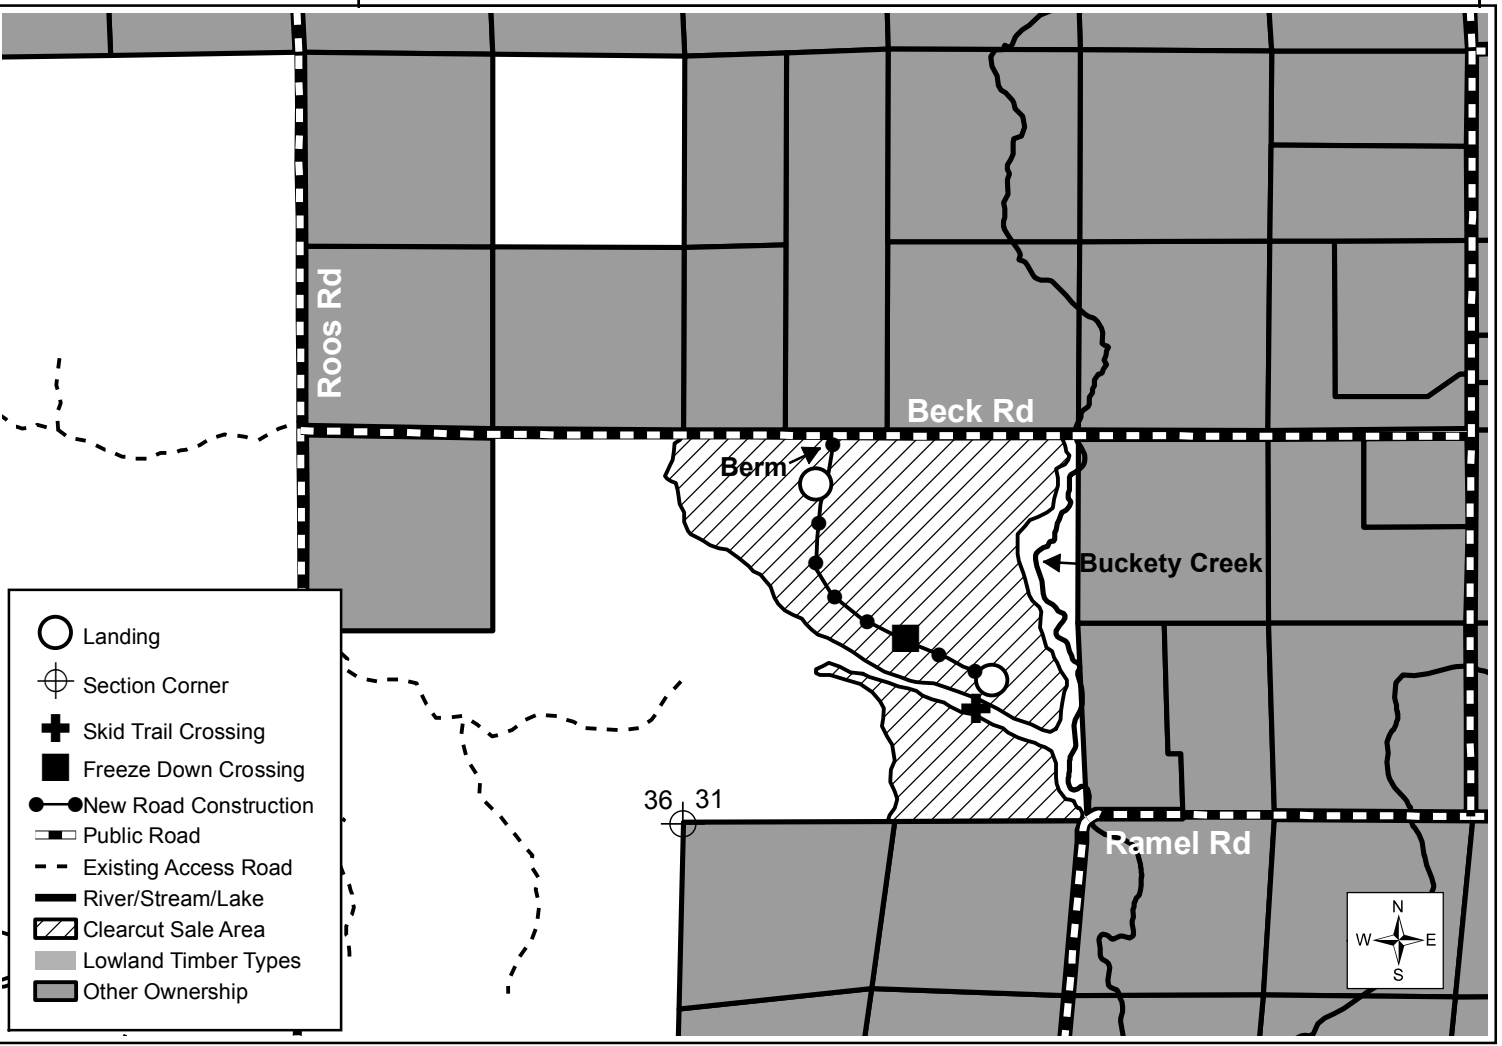 Roos Rd
Beck Rd
Berm
Buckety Creek
36 31
Ramel Rd
Landing
Section Corner
Skid Trail Crossing
Freeze Down Crossing
New Road Construction
Public Road
Existing Access Road
River/Stream/Lake
Clearcut Sale Area
Lowland Timber Types
Other Ownership
N
W E
S